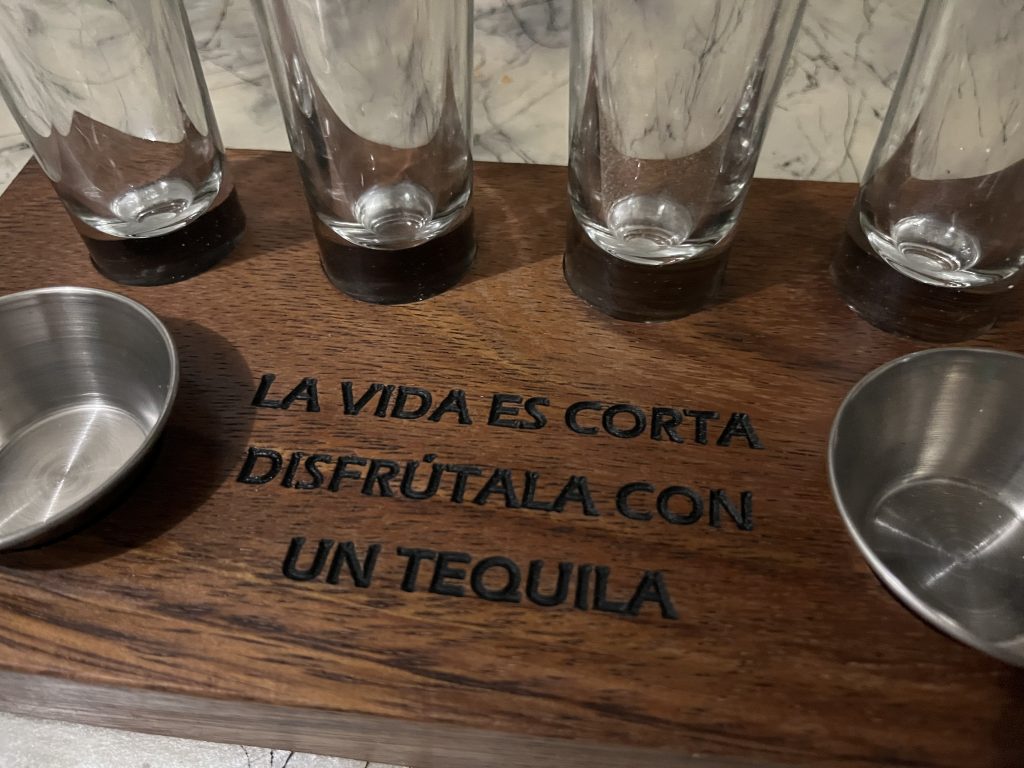 LA VIDA ES CORTA
DISFRÚTALA CON
UN TEQUILA